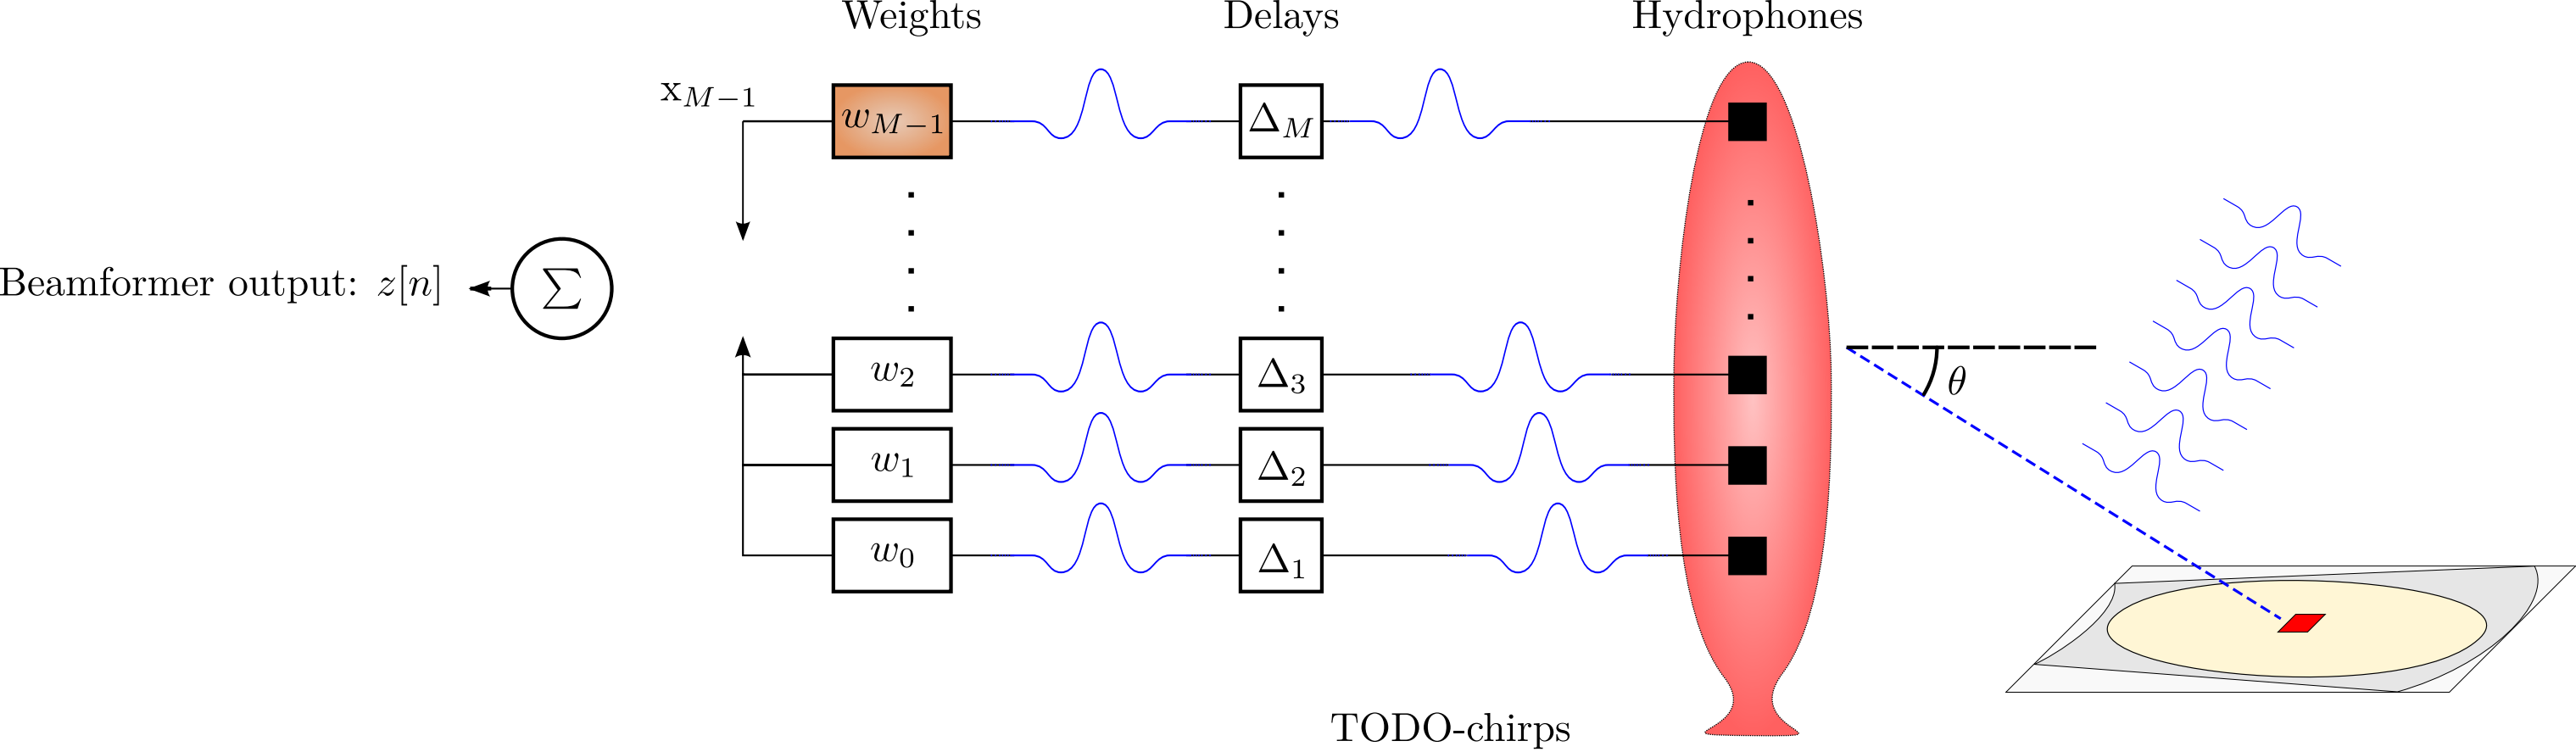 Weights Delays Hydrophones
x_{M−1}
w_{M−1} Δ_M
Beamformer output: z[n] ∑
w_2 Δ_3
θ
w_1 Δ_2
w_0 Δ_1
TODO-chirps